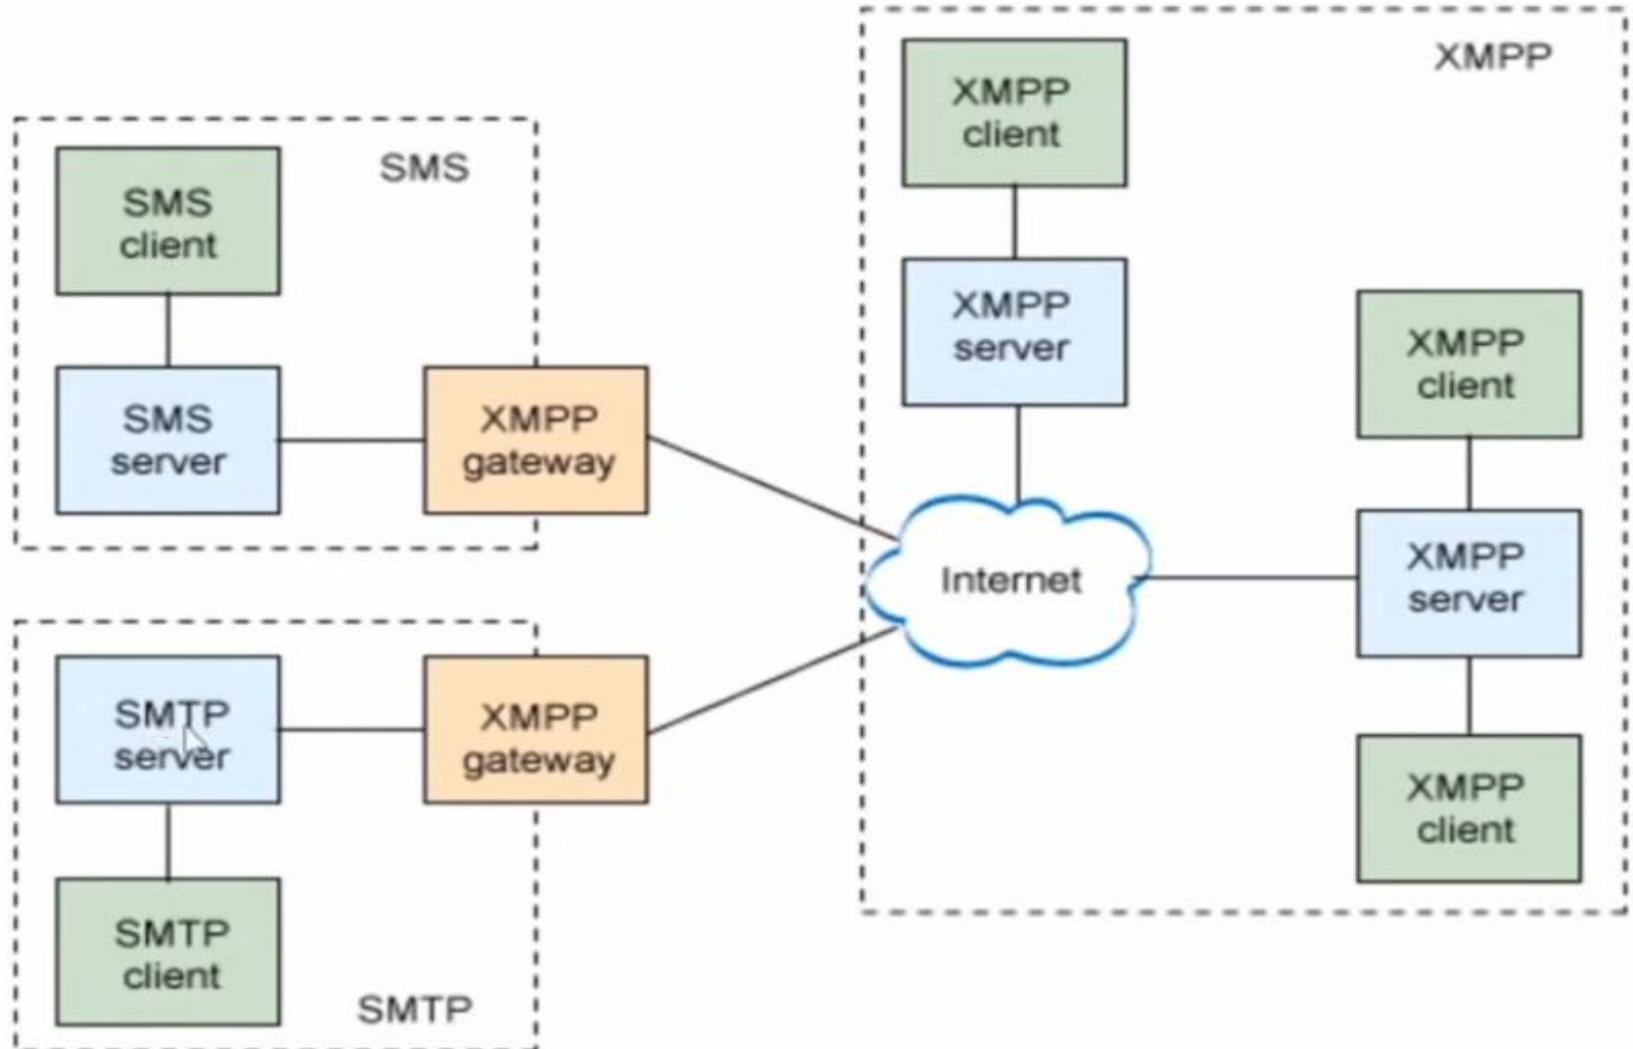 SMS
SMS
client
SMS
server
XMPP
gateway
SMTP
server
XMPP
gateway
SMTP
client
SMTP
XMPP
XMPP
client
XMPP
server
Internet
XMPP
client
XMPP
server
XMPP
client